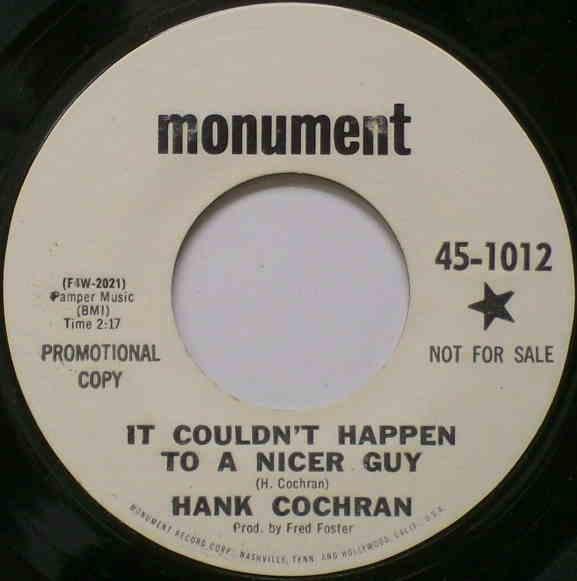 monument
45-1012
(F4W-2021)
Pamper Music
(BMI)
Time 2:17
PROMOTIONAL
COPY
NOT FOR SALE
IT COULDN'T HAPPEN
TO A NICER GUY
(H. Cochran)
HANK COCHRAN
Prod. by Fred Foster
MONUMENT RECORD CORP. NASHVILLE, TENN. AND HOLLYWOOD, CALIF. U.S.A.